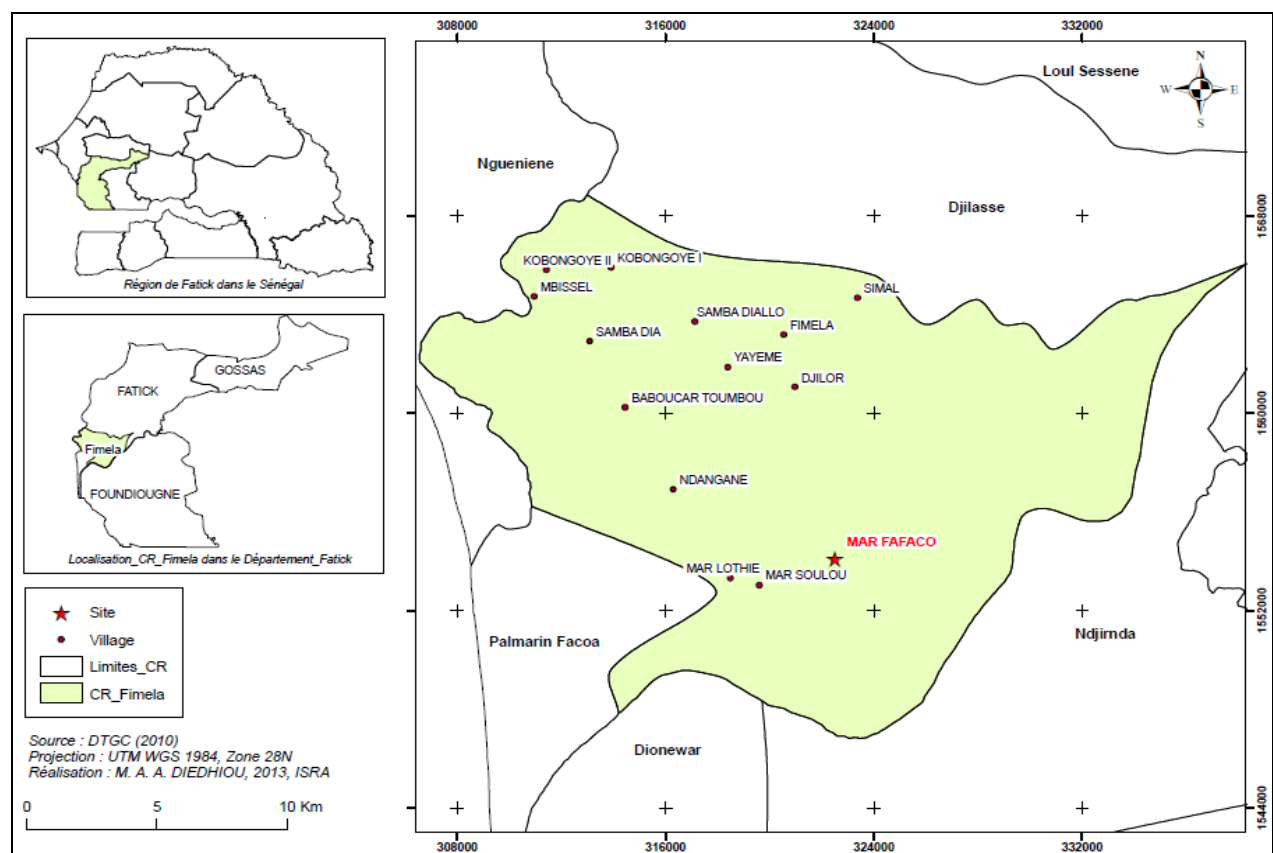 Région de Fatick dans le Sénégal
GOSSAS
FATICK
Fimela
FOUNDIOUGNE
Localisation_CR_Fimela dans le Département_Fatick
Site
Village
Limites_CR
CR_Fimela
Source : DTGC (2010)
Projection : UTM WGS 1984, Zone 28N
Réalisation : M. A. A. DIEDHIOU, 2013, ISRA
0 5 10 Km
308000 316000 324000 332000
Loul Sessene
N
W E
S
Ngueniene
Djilasse
1568000
KOBONGOYE II KOBONGOYE I
MBISSEL
SIMAL
SAMBA DIALLO
SAMBA DIA
FIMELA
YAYEME
DJILOR
BABOUCAR TOUMBOU
1560000
NDANGANE
MAR FAFACO
MAR LOTHIE
MAR SOULOU
1552000
Palmarin Facoa
Ndjirnda
Dionewar
1544000
308000 316000 324000 332000